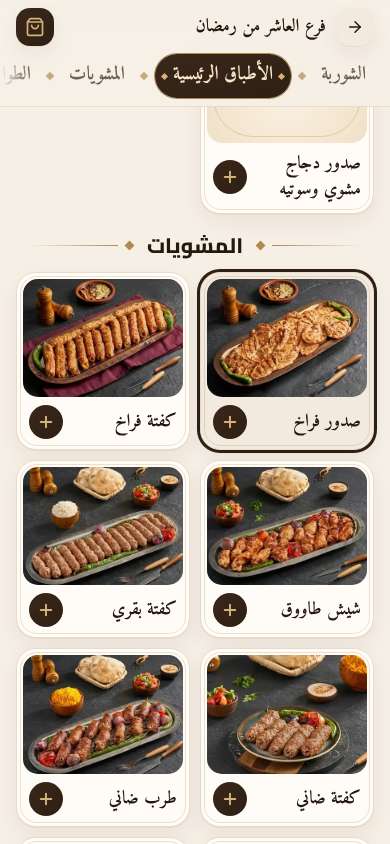 فرع العاشر من رمضان
الشوربة
الأطباق الرئيسية
المشويات
صدور دجاج
مشوي وسوتيه
المشويات
صدور فراخ
كفتة فراخ
شيش طاووق
كفتة بقري
كفتة ضاني
طرب ضاني